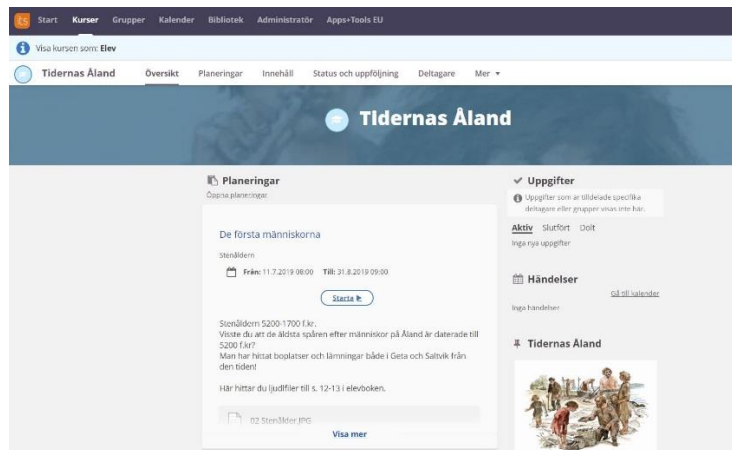 its Start Kurser Grupper Kalender Bibliotek Administratör Apps+Tools EU
Visa kursen som: Elev
Tidernas Åland Översikt Planeringar Innehåll Status och uppföljning Deltagare Mer
Tidernas Åland
Planeringar
Öppna planeringar
De första människorna
Stenåldern
Från: 11.7.2019 08:00 Till: 31.8.2019 09:00
Starta
Stenåldern 5200-1700 f.kr.
Visste du att de äldsta spåren efter människor på Åland är daterade till
5200 f.kr?
Man har hittat boplatser och lämningar både i Geta och Saltvik från
den tiden!
Här hittar du ljudfiler till s. 12-13 i elevboken.
02 Stenålder.JPG
Visa mer
Uppgifter
Uppgifter som är tilldelade specifika
deltagare eller grupper visas inte här.
Aktiv Slutfört Dolt
Inga nya uppgifter
Händelser
Gå till kalender
Inga händelser
Tidernas Åland